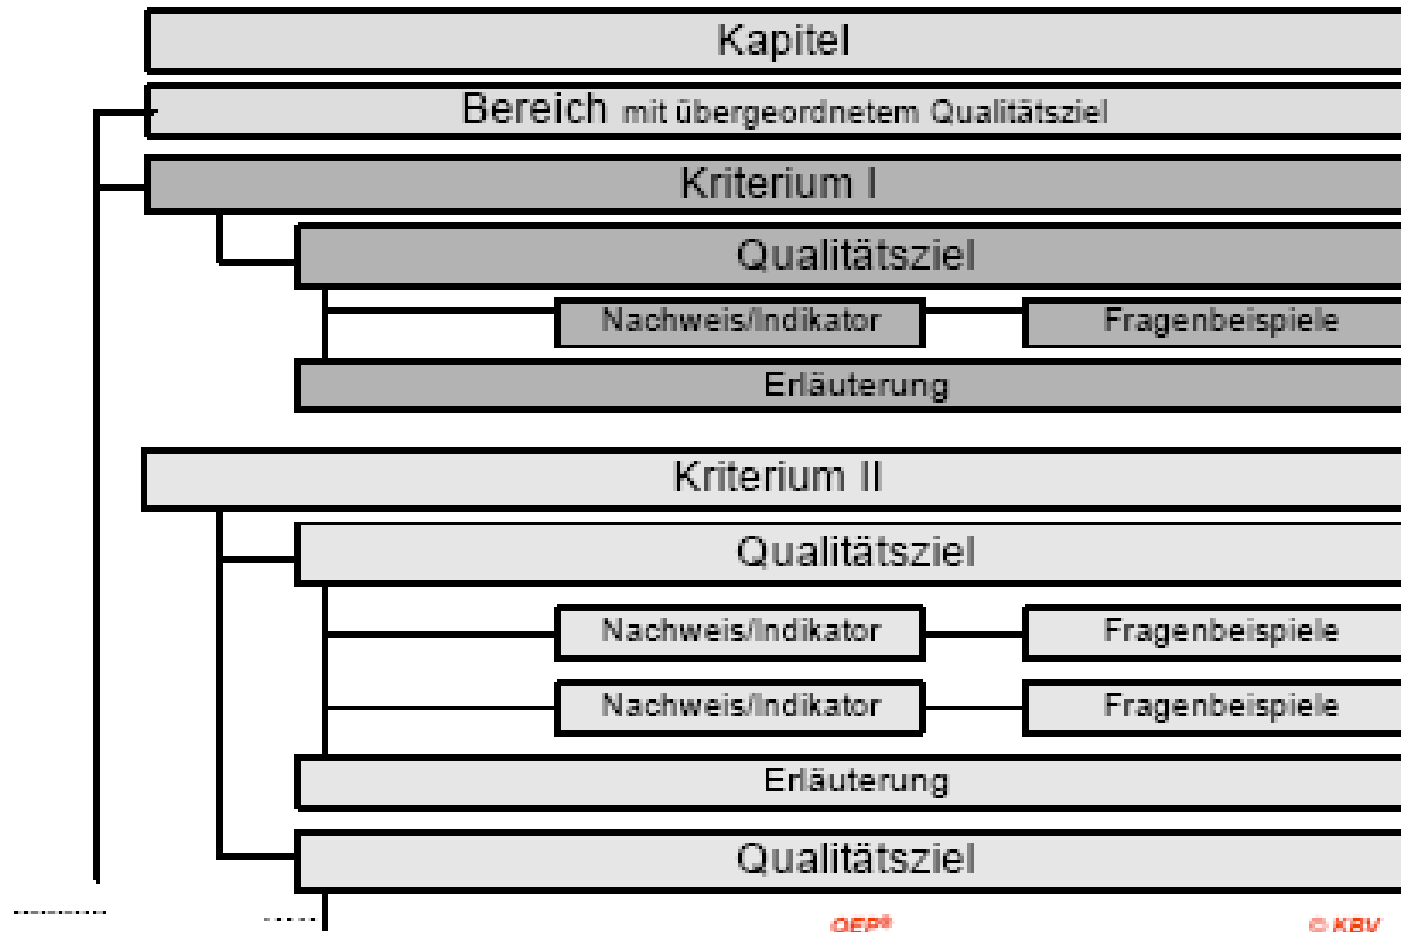 Kapitel
Bereich mit übergeordnetem Qualitätsziel
Kriterium I
Qualitätsziel
Nachweis/Indikator Fragenbeispiele
Erläuterung
Kriterium II
Qualitätsziel
Nachweis/Indikator Fragenbeispiele
Nachweis/Indikator Fragenbeispiele
Erläuterung
Qualitätsziel
QEP® © KBV